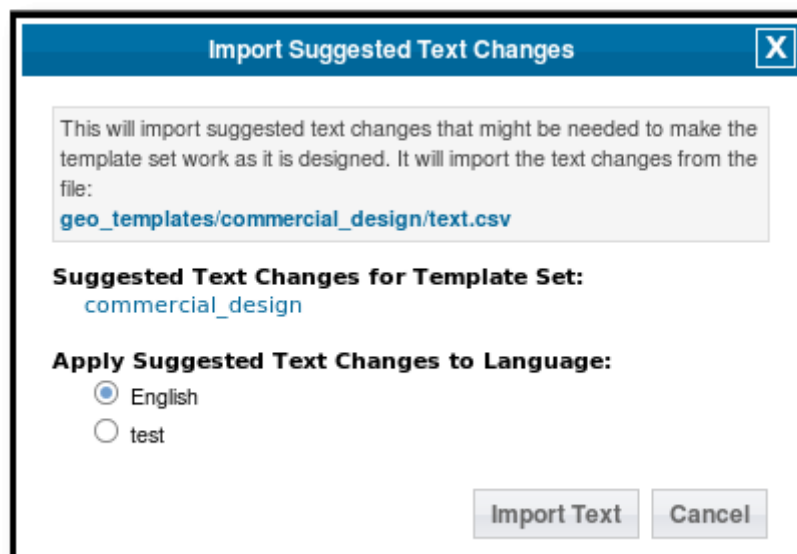 Import Suggested Text Changes
X
This will import suggested text changes that might be needed to make the
template set work as it is designed. It will import the text changes from the
file:
geo_templates/commercial_design/text.csv
Suggested Text Changes for Template Set:
commercial_design
Apply Suggested Text Changes to Language:
English
test
Import Text
Cancel